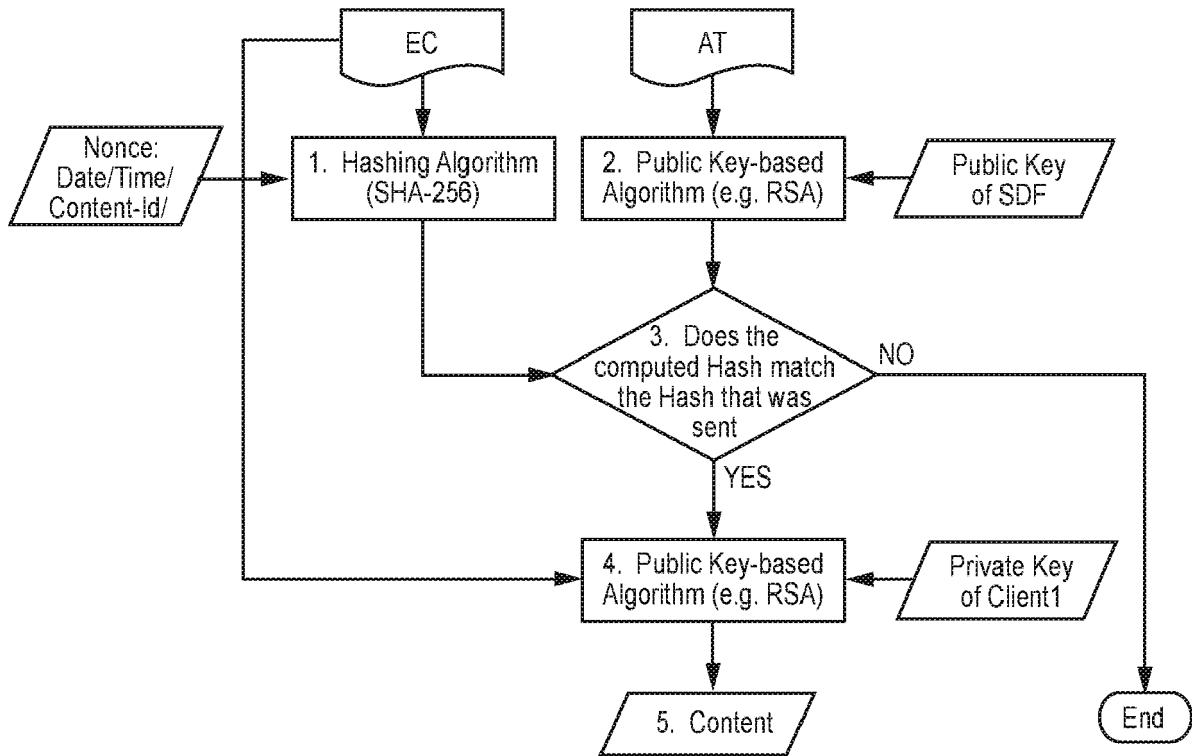 EC
AT
Nonce:
Date/Time/
Content-Id/
1. Hashing Algorithm
(SHA-256)
2. Public Key-based
Algorithm (e.g. RSA)
Public Key
of SDF
3. Does the
computed Hash match
the Hash that was
sent
NO
YES
4. Public Key-based
Algorithm (e.g. RSA)
Private Key
of Client1
5. Content
End